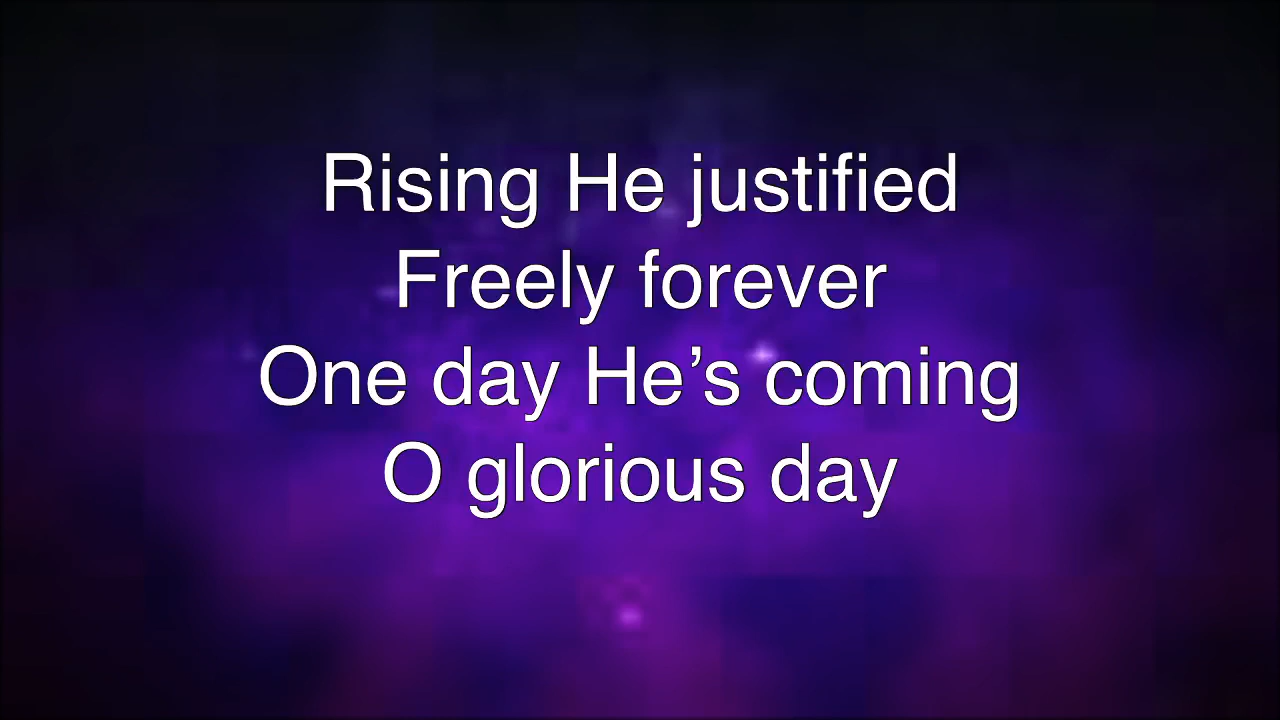 Rising He justified
Freely forever
One day He’s coming
O glorious day